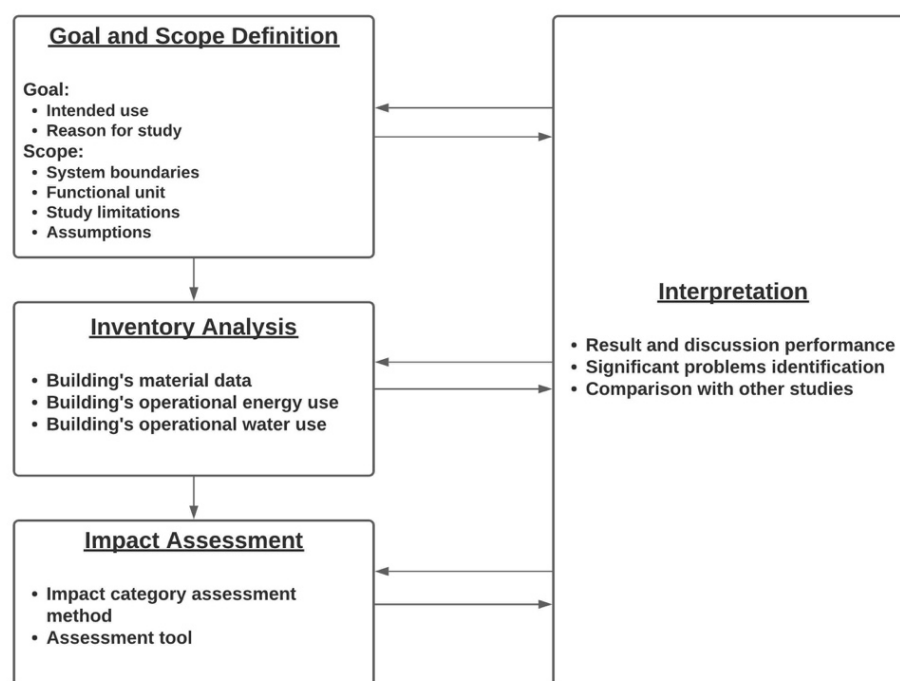 Goal and Scope Definition
Goal:
• Intended use
• Reason for study
Scope:
• System boundaries
• Functional unit
• Study limitations
• Assumptions
Inventory Analysis
• Building's material data
• Building's operational energy use
• Building's operational water use
Impact Assessment
• Impact category assessment
method
• Assessment tool
Interpretation
• Result and discussion performance
• Significant problems identification
• Comparison with other studies